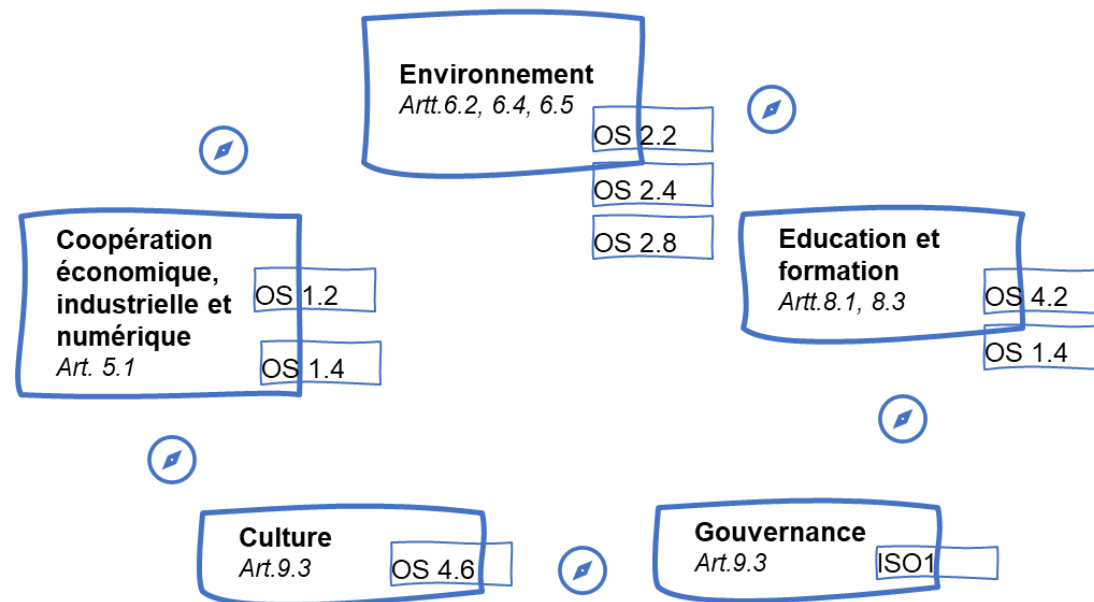 Environnement
Artt.6.2, 6.4, 6.5
OS 2.2
OS 2.4
OS 2.8
Coopération
économique,
industrielle et
numérique
Art. 5.1
OS 1.2
OS 1.4
Education et
formation
Artt.8.1, 8.3
OS 4.2
OS 1.4
Culture
Art.9.3
OS 4.6
Gouvernance
Art.9.3
ISO1